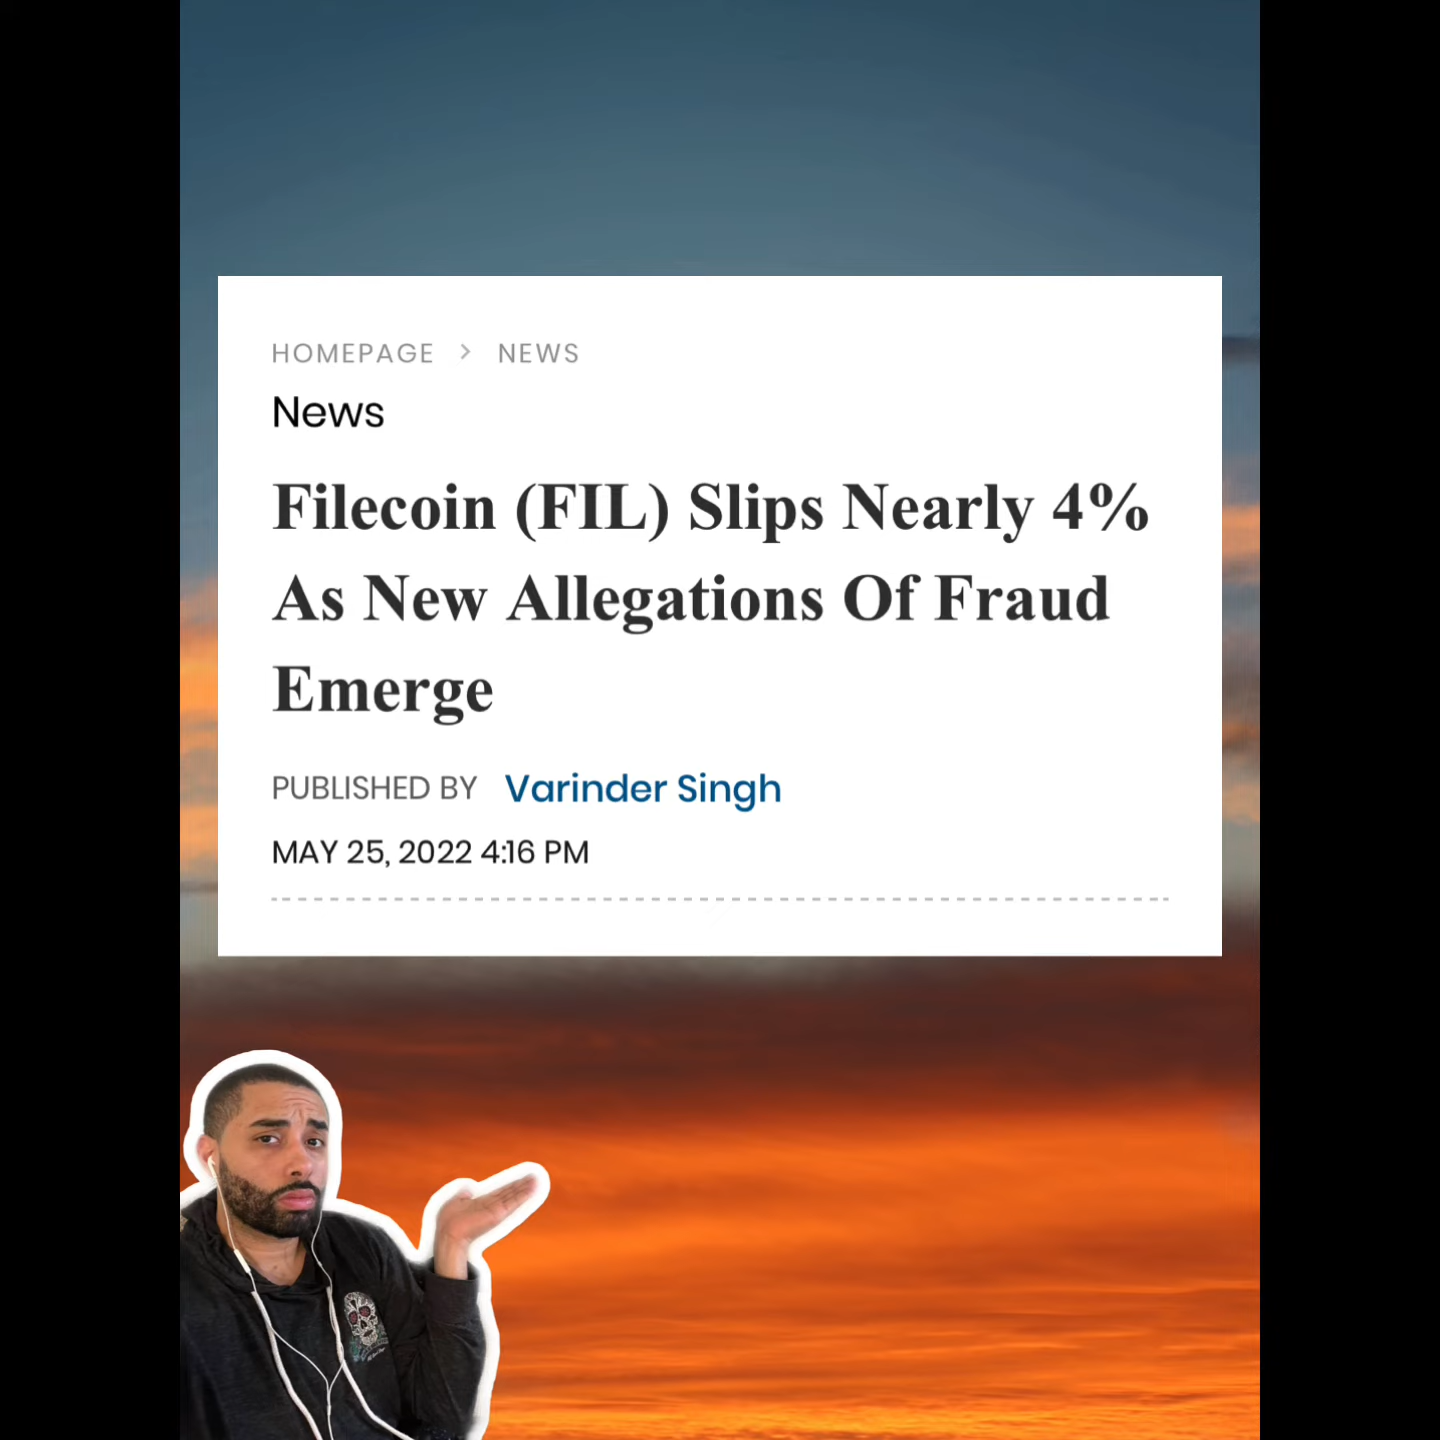 HOMEPAGE > NEWS
News
Filecoin (FIL) Slips Nearly 4%
As New Allegations Of Fraud
Emerge
PUBLISHED BY Varinder Singh
MAY 25, 2022 4:16 PM